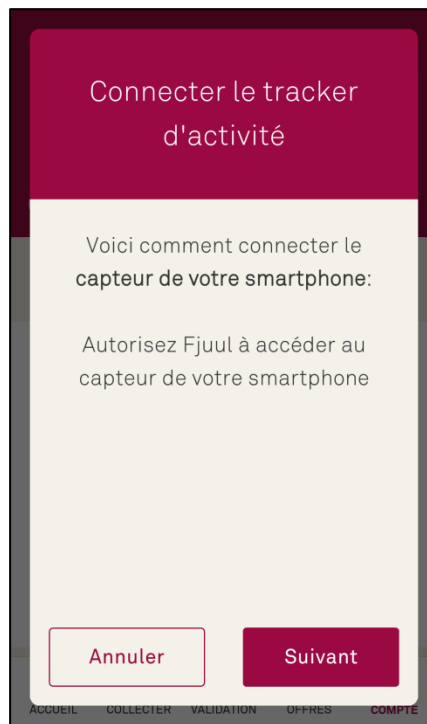 Connecter le tracker
d'activité
Voici comment connecter le
capteur de votre smartphone:
Autorisez Fjuul à accéder au
capteur de votre smartphone
Annuler Suivant
ACCUEIL COLLECTER VALIDATION OFFRES COMPTE